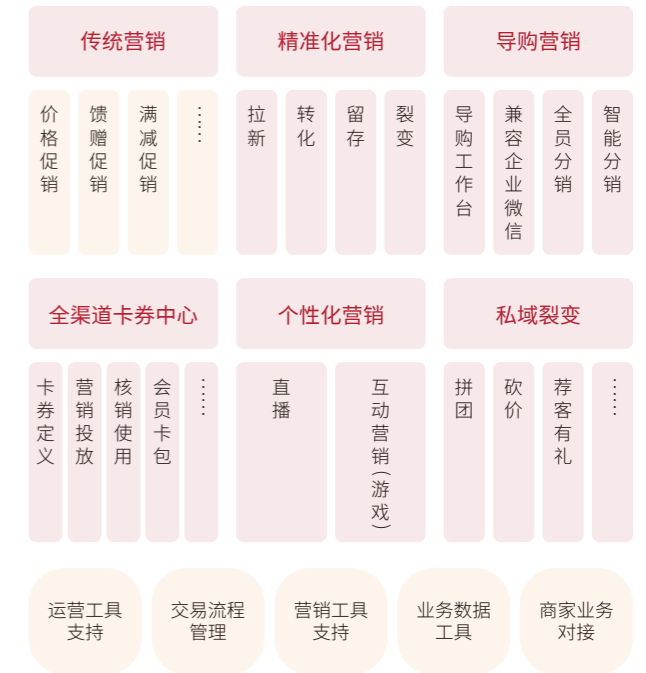 传统营销
精准化营销
导购营销
价格促销
馈赠促销
满减促销
……
拉新
转化
留存
裂变
导购工作台
兼容企业微信
全员分销
智能分销
全渠道卡券中心
个性化营销
私域裂变
卡券定义
营销投放
核销使用
会员卡包
……
直播
互动营销(游戏)
拼团
砍价
荐客有礼
……
运营工具
支持
交易流程
管理
营销工具
支持
业务数据
工具
商家业务
对接